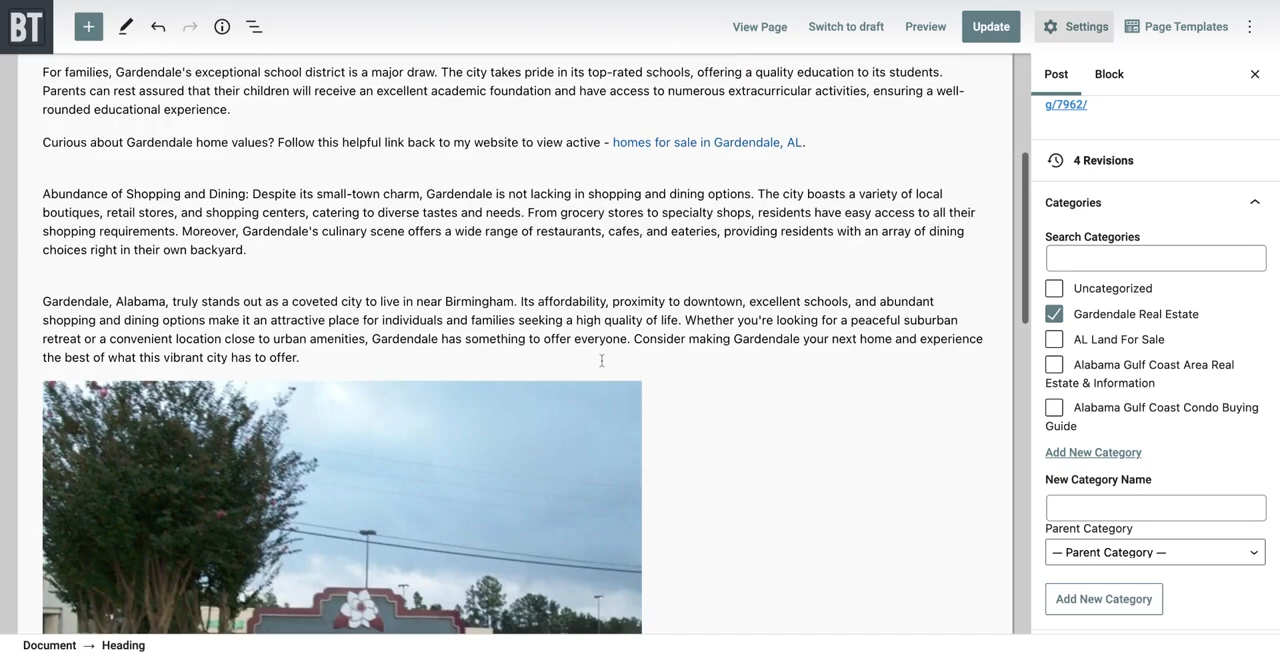 BT
View Page
Switch to draft
Preview
Update
Settings
Page Templates
For families, Gardendale's exceptional school district is a major draw. The city takes pride in its top-rated schools, offering a quality education to its students.
Parents can rest assured that their children will receive an excellent academic foundation and have access to numerous extracurricular activities, ensuring a well-
rounded educational experience.
Curious about Gardendale home values? Follow this helpful link back to my website to view active - homes for sale in Gardendale, AL.
Abundance of Shopping and Dining: Despite its small-town charm, Gardendale is not lacking in shopping and dining options. The city boasts a variety of local
boutiques, retail stores, and shopping centers, catering to diverse tastes and needs. From grocery stores to specialty shops, residents have easy access to all their
shopping requirements. Moreover, Gardendale's culinary scene offers a wide range of restaurants, cafes, and eateries, providing residents with an array of dining
choices right in their own backyard.
Gardendale, Alabama, truly stands out as a coveted city to live in near Birmingham. Its affordability, proximity to downtown, excellent schools, and abundant
shopping and dining options make it an attractive place for individuals and families seeking a high quality of life. Whether you're looking for a peaceful suburban
retreat or a convenient location close to urban amenities, Gardendale has something to offer everyone. Consider making Gardendale your next home and experience
the best of what this vibrant city has to offer.
Post
Block
g/7962/
4 Revisions
Categories
Search Categories
Uncategorized
Gardendale Real Estate
AL Land For Sale
Alabama Gulf Coast Area Real
Estate & Information
Alabama Gulf Coast Condo Buying
Guide
Add New Category
New Category Name
Parent Category
— Parent Category —
Add New Category
Document → Heading